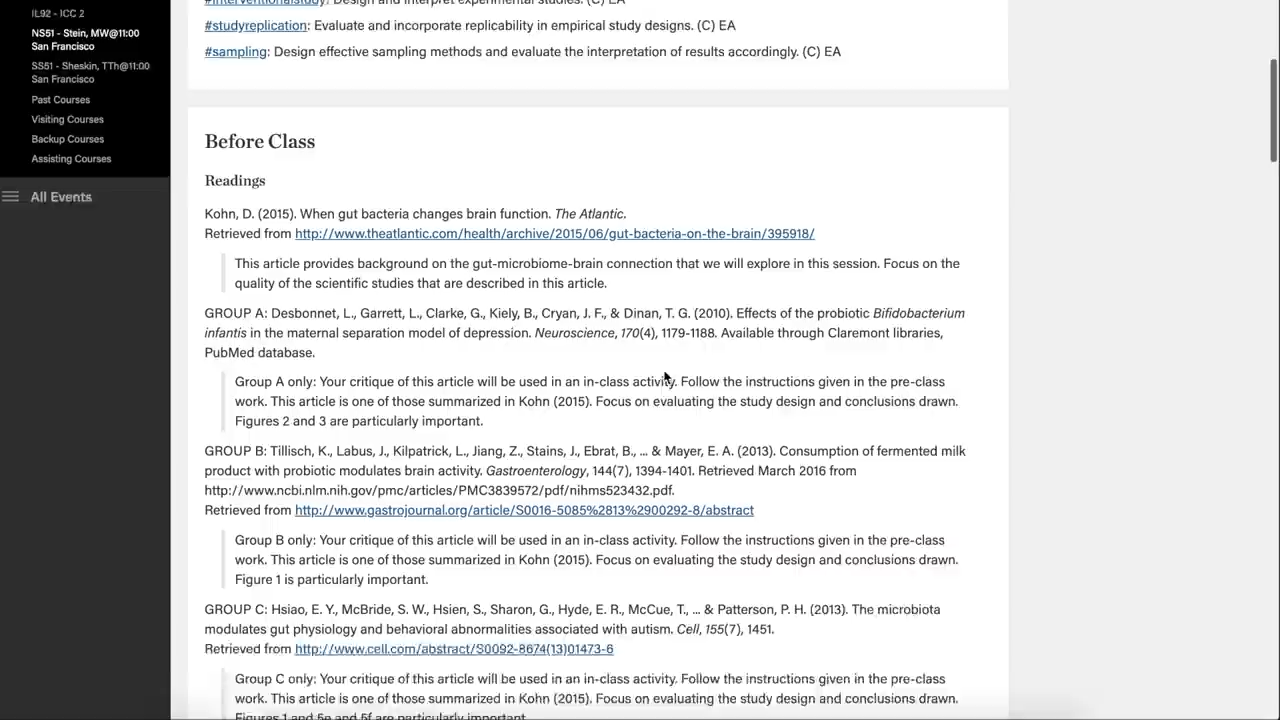 IL92 - ICC 2
NS51 - Stein, MW@11:00
San Francisco
SS51 - Sheskin, TTh@11:00
San Francisco
Past Courses
Visiting Courses
Backup Courses
Assisting Courses
All Events
#interventionalstudy: Design and interpret experimental studies. (C) EA
#studyreplication: Evaluate and incorporate replicability in empirical study designs. (C) EA
#sampling: Design effective sampling methods and evaluate the interpretation of results accordingly. (C) EA
Before Class
Readings
Kohn, D. (2015). When gut bacteria changes brain function. The Atlantic.
Retrieved from http://www.theatlantic.com/health/archive/2015/06/gut-bacteria-on-the-brain/395918/
This article provides background on the gut-microbiome-brain connection that we will explore in this session. Focus on the
quality of the scientific studies that are described in this article.
GROUP A: Desbonnet, L., Garrett, L., Clarke, G., Kiely, B., Cryan, J. F., & Dinan, T. G. (2010). Effects of the probiotic Bifidobacterium
infantis in the maternal separation model of depression. Neuroscience, 170(4), 1179-1188. Available through Claremont libraries,
PubMed database.
Group A only: Your critique of this article will be used in an in-class activity. Follow the instructions given in the pre-class
work. This article is one of those summarized in Kohn (2015). Focus on evaluating the study design and conclusions drawn.
Figures 2 and 3 are particularly important.
GROUP B: Tillisch, K., Labus, J., Kilpatrick, L., Jiang, Z., Stains, J., Ebrat, B., ... & Mayer, E. A. (2013). Consumption of fermented milk
product with probiotic modulates brain activity. Gastroenterology, 144(7), 1394-1401. Retrieved March 2016 from
http://www.ncbi.nlm.nih.gov/pmc/articles/PMC3839572/pdf/nihms523432.pdf.
Retrieved from http://www.gastrojournal.org/article/S0016-5085%2813%2900292-8/abstract
Group B only: Your critique of this article will be used in an in-class activity. Follow the instructions given in the pre-class
work. This article is one of those summarized in Kohn (2015). Focus on evaluating the study design and conclusions drawn.
Figure 1 is particularly important.
GROUP C: Hsiao, E. Y., McBride, S. W., Hsien, S., Sharon, G., Hyde, E. R., McCue, T., ... & Patterson, P. H. (2013). The microbiota
modulates gut physiology and behavioral abnormalities associated with autism. Cell, 155(7), 1451.
Retrieved from http://www.cell.com/abstract/S0092-8674(13)01473-6
Group C only: Your critique of this article will be used in an in-class activity. Follow the instructions given in the pre-class
work. This article is one of those summarized in Kohn (2015). Focus on evaluating the study design and conclusions drawn.
Figures 1 and 5e and 5f are particularly important.